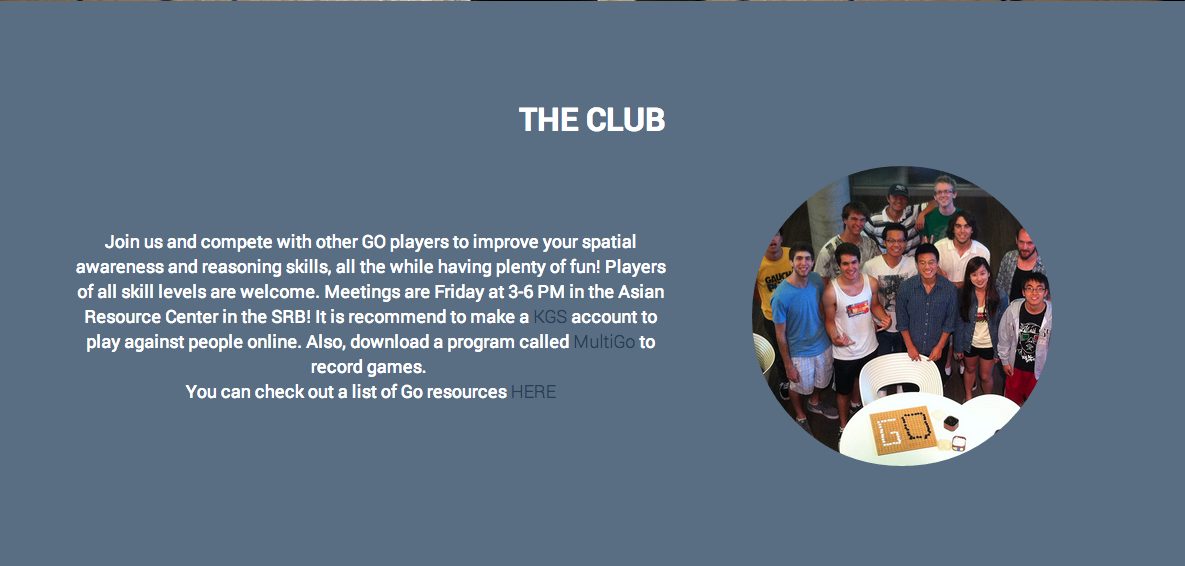 THE CLUB
Join us and compete with other GO players to improve your spatial
awareness and reasoning skills, all the while having plenty of fun! Players
of all skill levels are welcome. Meetings are Friday at 3-6 PM in the Asian
Resource Center in the SRB! It is recommend to make a KGS account to
play against people online. Also, download a program called MultiGo to
record games.
You can check out a list of Go resources HERE
GO